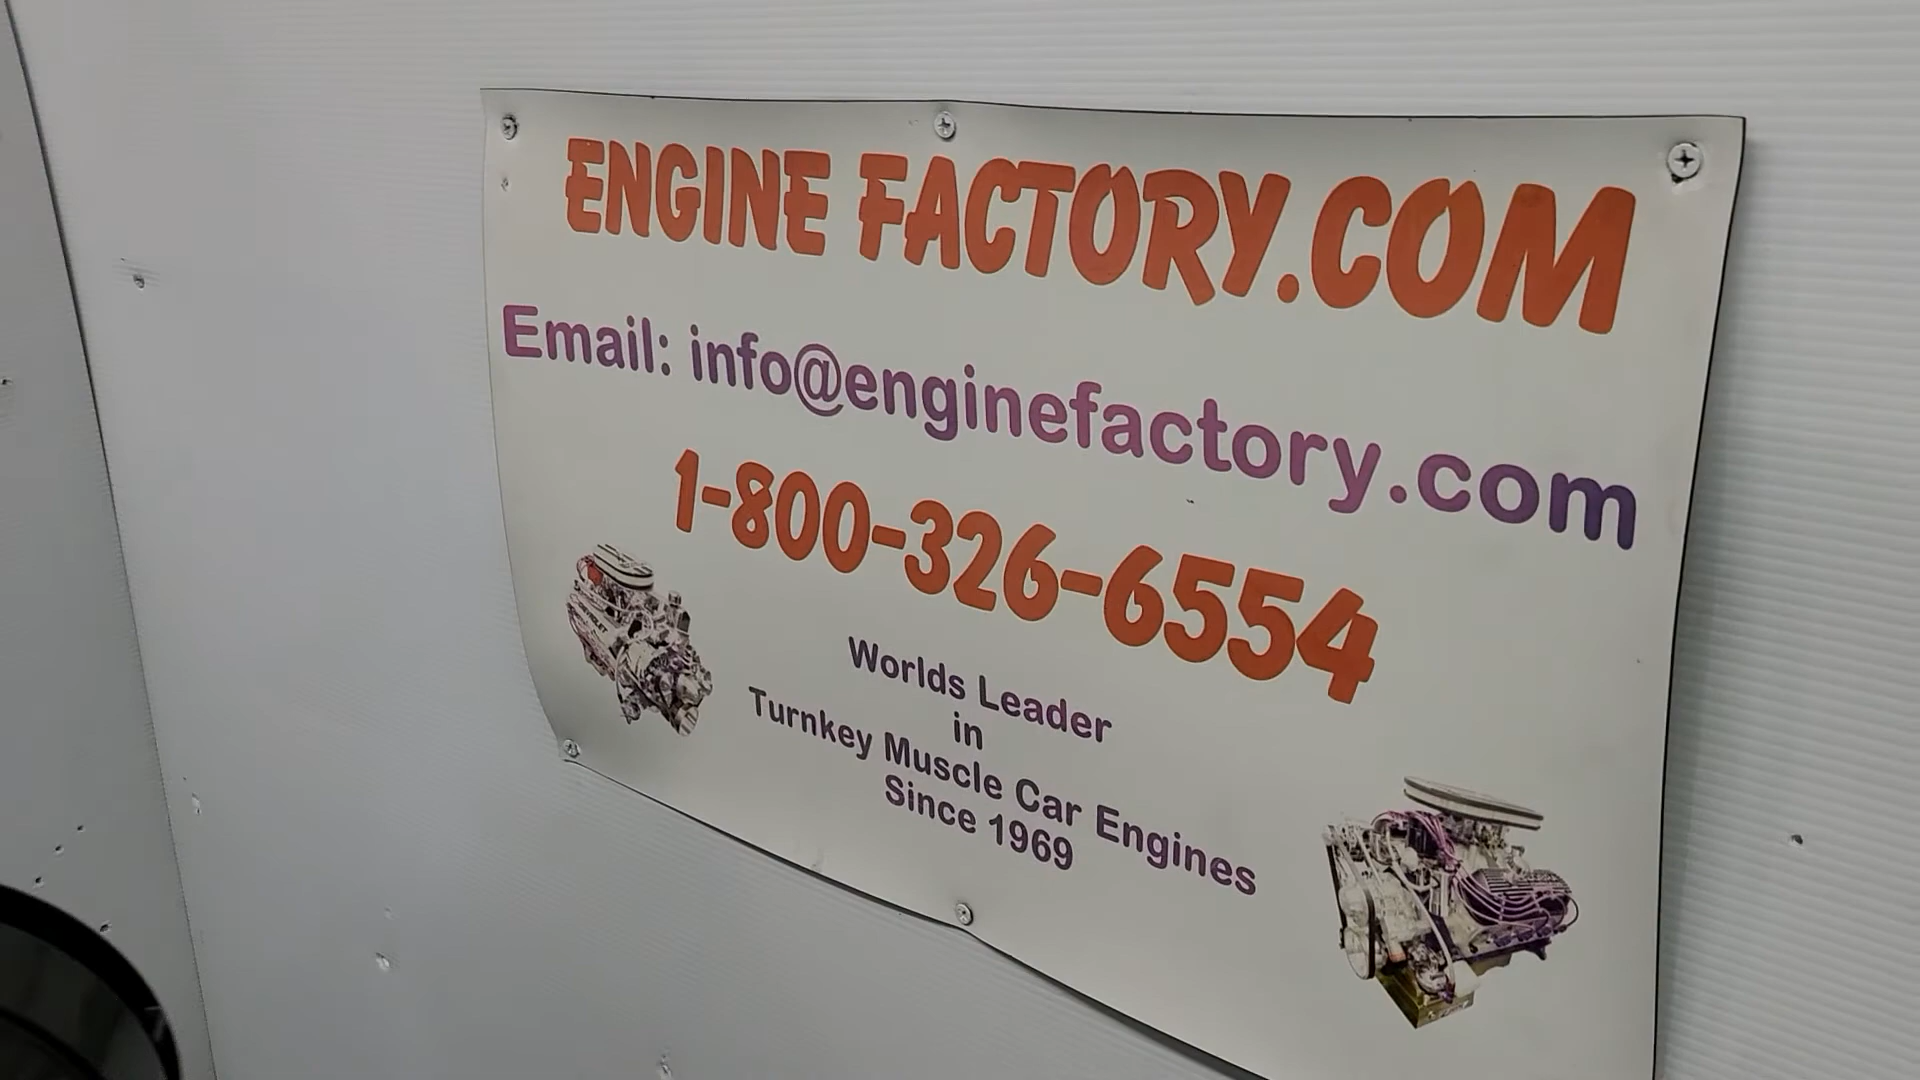 ENGINE FACTORY.COM
Email: info@enginefactory.com
1-800-326-6554
Worlds Leader
in
Turnkey Muscle Car Engines
Since 1969
CHEVROLET